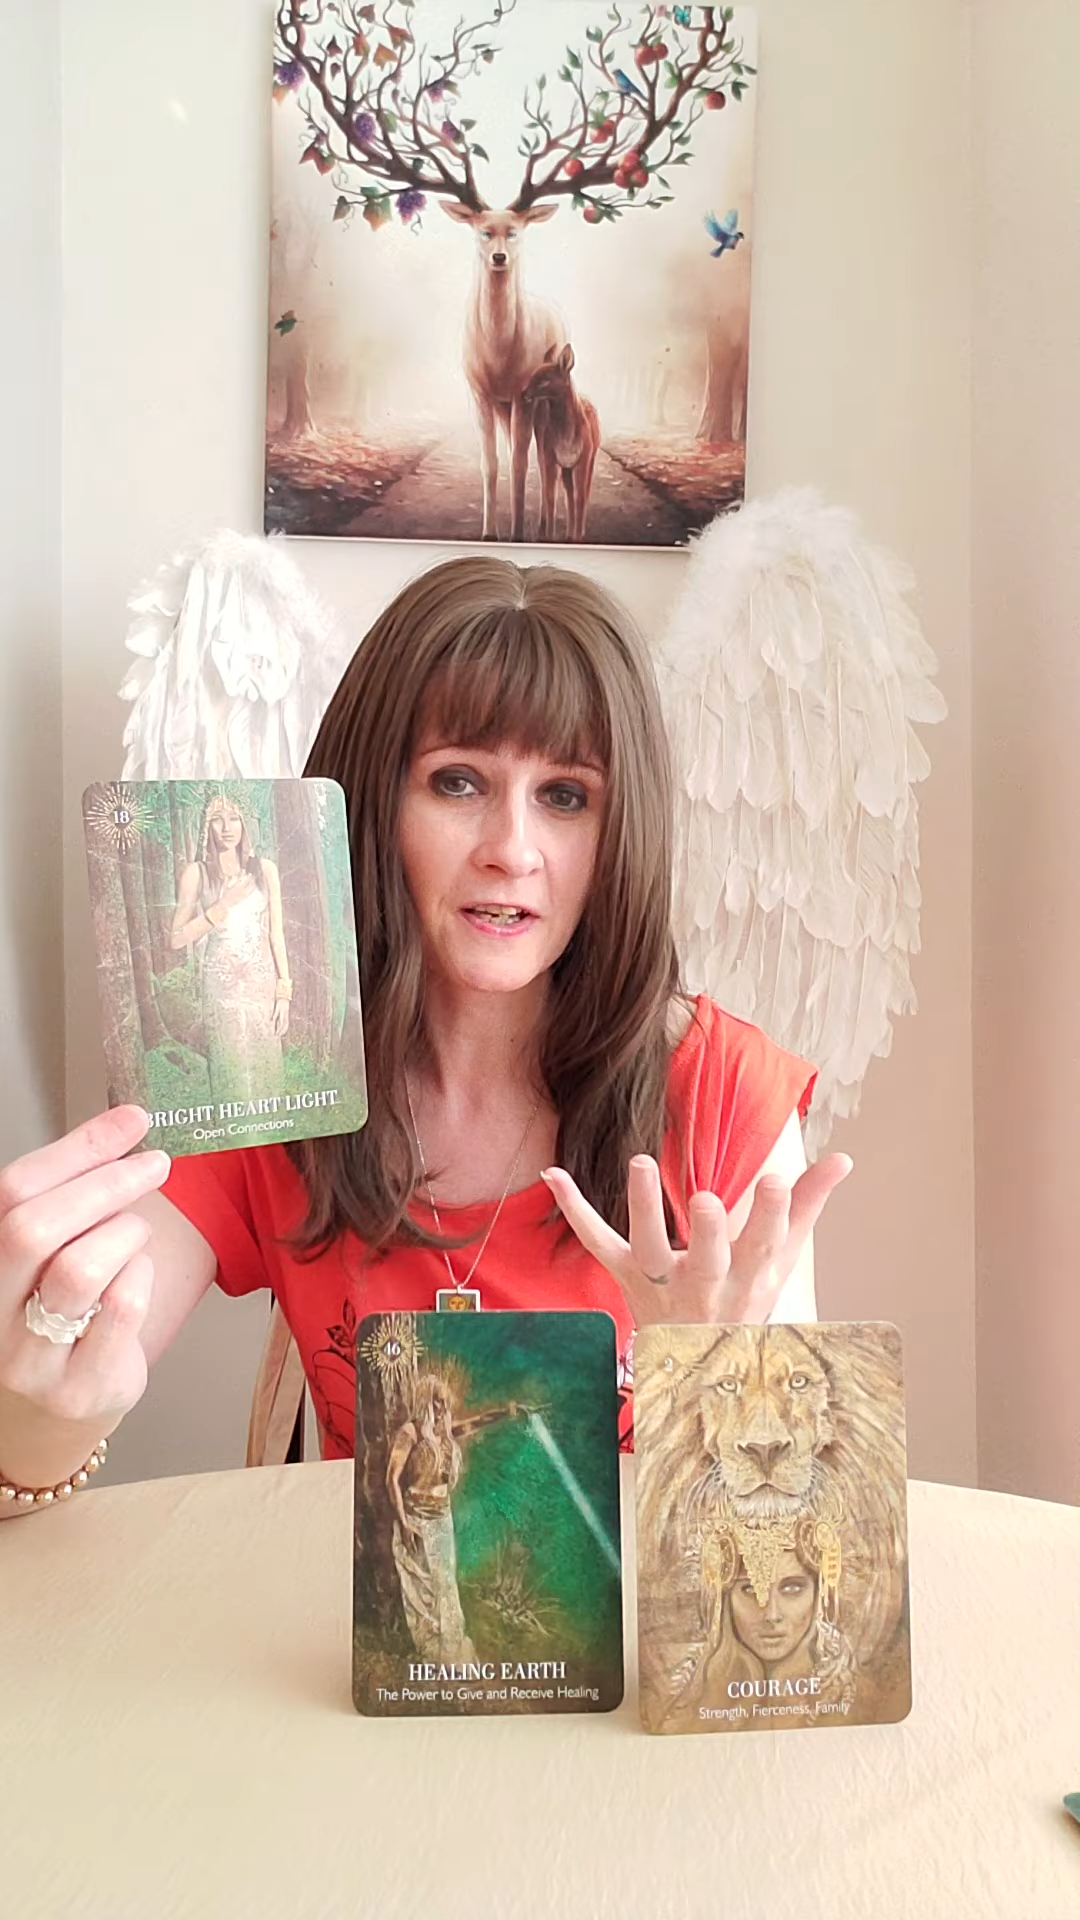 18
BRIGHT HEART LIGHT
Open Connections
46
HEALING EARTH
The Power to Give and Receive Healing
COURAGE
Strength, Fierceness, Family